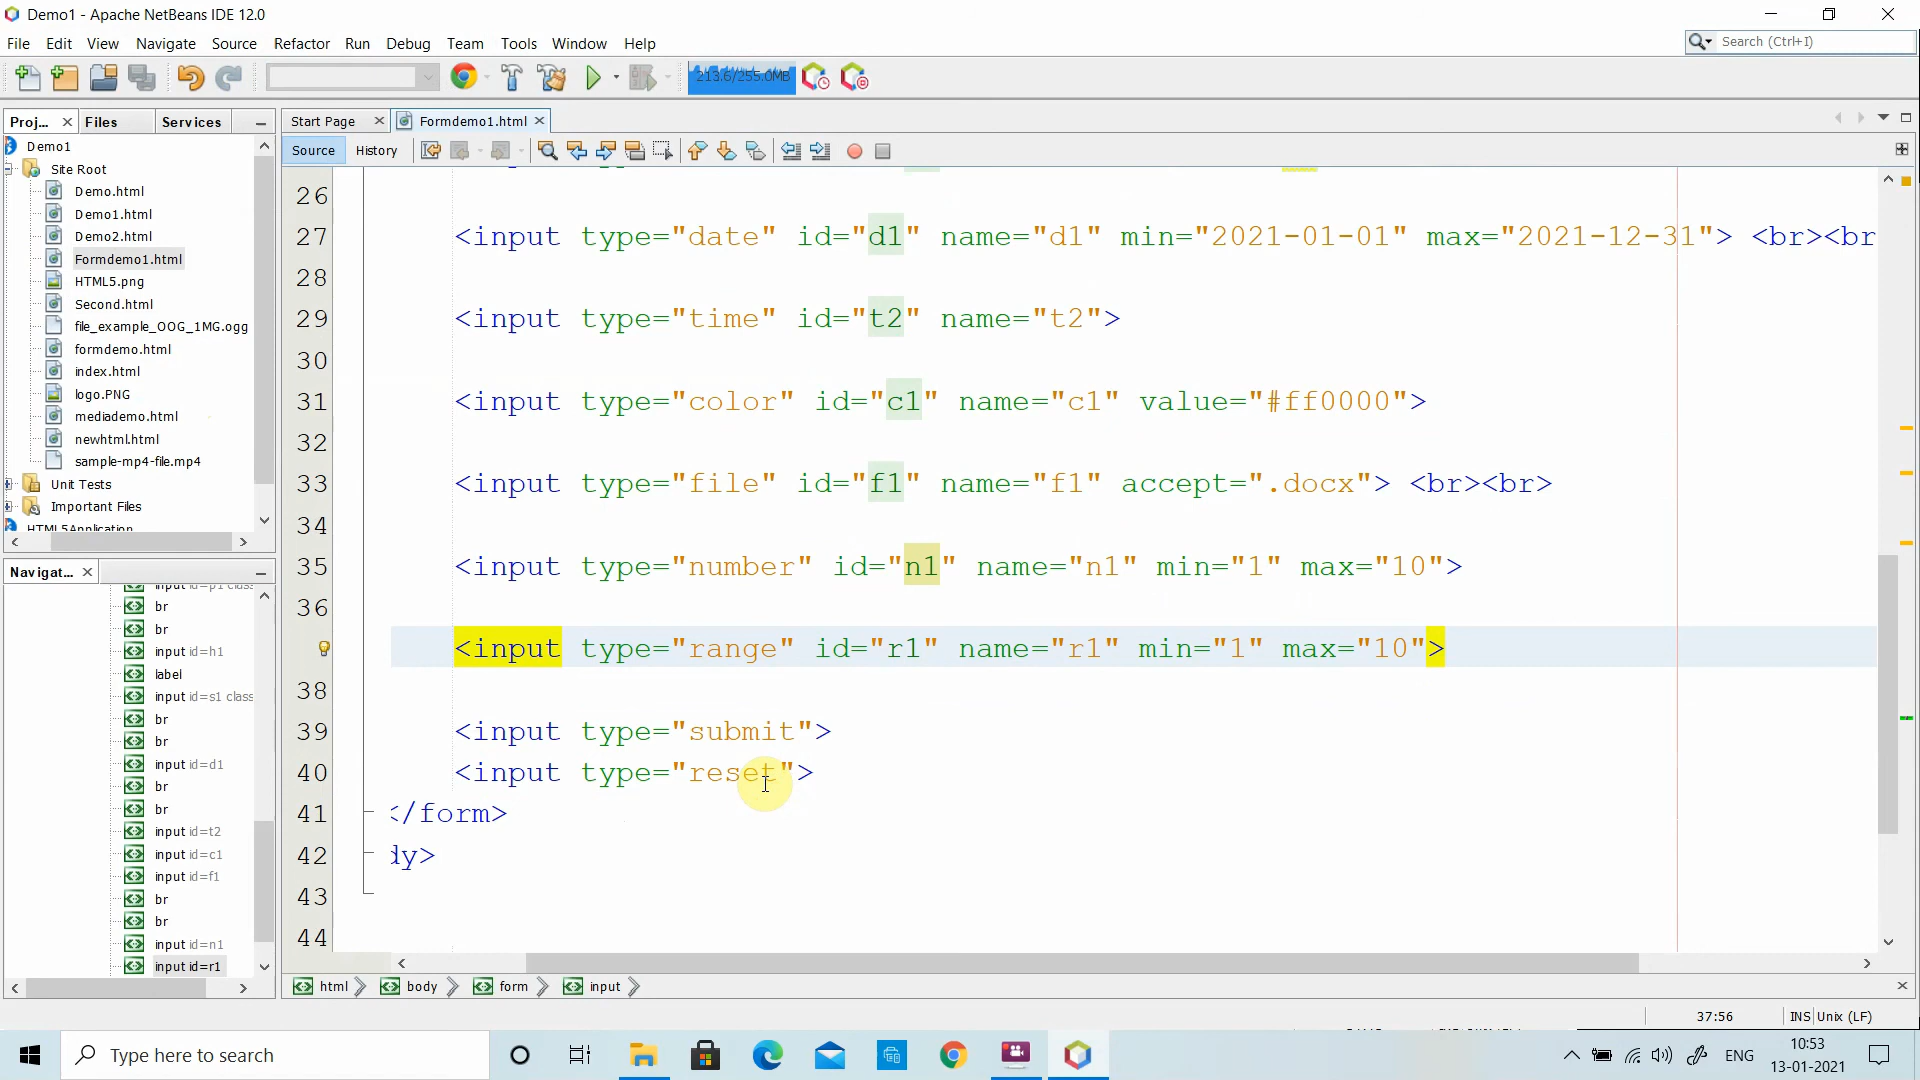 Demo1 - Apache NetBeans IDE 12.0
File Edit View Navigate Source Refactor Run Debug Team Tools Window Help
Search (Ctrl+I)
213.6/255.0MB
Proj... Files Services
Start Page Formdemo1.html
Source History
Demo1
Site Root
Demo.html
Demo1.html
Demo2.html
Formdemo1.html
HTML5.png
Second.html
file_example_OOG_1MG.ogg
formdemo.html
index.html
logo.PNG
mediademo.html
newhtml.html
sample-mp4-file.mp4
Unit Tests
Important Files
HTML5Application
Navigat...
input id=p1 class
br
br
input id=h1
label
input id=s1 class
br
br
input id=d1
br
br
input id=t2
input id=c1
input id=f1
br
br
input id=n1
input id=r1
26
27 <input type="date" id="d1" name="d1" min="2021-01-01" max="2021-12-31"> <br><br
28
29 <input type="time" id="t2" name="t2">
30
31 <input type="color" id="c1" name="c1" value="#ff0000">
32
33 <input type="file" id="f1" name="f1" accept=".docx"> <br><br>
34
35 <input type="number" id="n1" name="n1" min="1" max="10">
36
<input type="range" id="r1" name="r1" min="1" max="10">
38
39 <input type="submit">
40 <input type="reset">
41 </form>
42 dy>
43
44
html body form input
37:56 INS Unix (LF)
Type here to search
ENG
10:53
13-01-2021